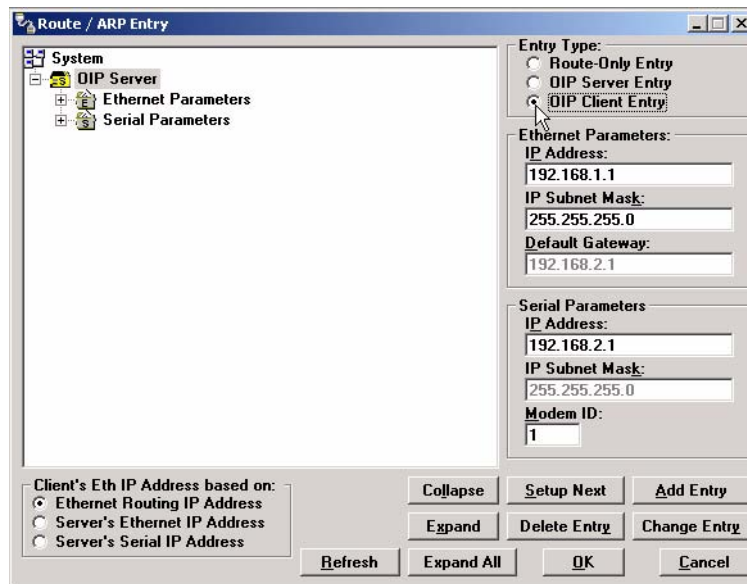 Route / ARP Entry
System
OIP Server
Ethernet Parameters
Serial Parameters
Entry Type:
Route-Only Entry
OIP Server Entry
OIP Client Entry
Ethernet Parameters:
IP Address:
192.168.1.1
IP Subnet Mask:
255.255.255.0
Default Gateway:
192.168.2.1
Serial Parameters
IP Address:
192.168.2.1
IP Subnet Mask:
255.255.255.0
Modem ID:
1
Client's Eth IP Address based on:
Ethernet Routing IP Address
Server's Ethernet IP Address
Server's Serial IP Address
Collapse Setup Next Add Entry
Expand Delete Entry Change Entry
Refresh Expand All OK Cancel